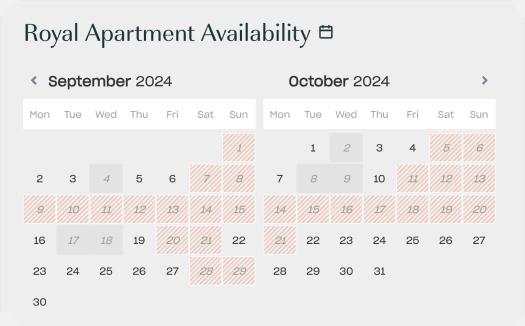 Royal Apartment Availability
September 2024 October 2024
Mon Tue Wed Thu Fri Sat Sun Mon Tue Wed Thu Fri Sat Sun
1 1 2 3 4 5 6
2 3 4 5 6 7 8 7 8 9 10 11 12 13
9 10 11 12 13 14 15 14 15 16 17 18 19 20
16 17 18 19 20 21 22 21 22 23 24 25 26 27
23 24 25 26 27 28 29 28 29 30 31
30